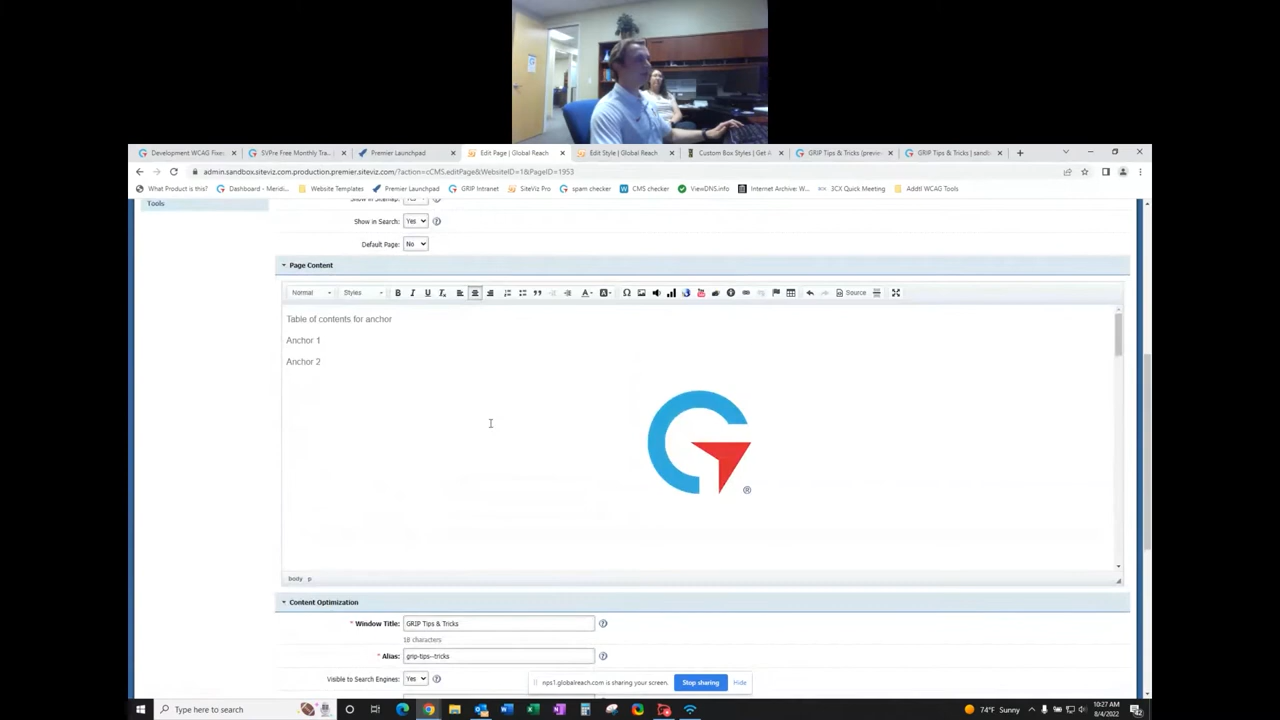 Development WCAG Fixes
SVPre Free Monthly Tra...
Premier Launchpad
Edit Page | Global Reach
Edit Style | Global Reach
Custom Box Styles | Get A
GRIP Tips & Tricks (previe
GRIP Tips & Tricks | sandb
admin.sandbox.siteviz.com.production.premier.siteviz.com/?action=cCMS.editPage&WebsiteID=1&PageID=1953
What Product is this?
Dashboard - Meridi...
Website Templates
Premier Launchpad
GRIP Intranet
SiteViz Pro
spam checker
CMS checker
ViewDNS.info
Internet Archive: W...
3CX Quick Meeting
Addtl WCAG Tools
Tools
Show in Sitemap: Yes
Show in Search: Yes
Default Page: No
Page Content
Normal Styles B I U Source
Table of contents for anchor
Anchor 1
Anchor 2
®
body p
Content Optimization
* Window Title: GRIP Tips & Tricks
18 characters
* Alias: grip-tips--tricks
Visible to Search Engines: Yes
nps1.globalreach.com is sharing your screen.
Stop sharing
Hide
Type here to search
74°F Sunny
10:27 AM
8/4/2022
42